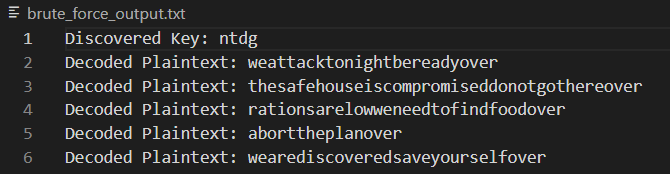 brute_force_output.txt
1 Discovered Key: ntdg
2 Decoded Plaintext: weattacktonightbereadyover
3 Decoded Plaintext: thesafehouseiscompromiseddonotgothereover
4 Decoded Plaintext: rationsarelowweneedtofindfoodover
5 Decoded Plaintext: aborttheplanover
6 Decoded Plaintext: wearediscoveredsaveyourselfover